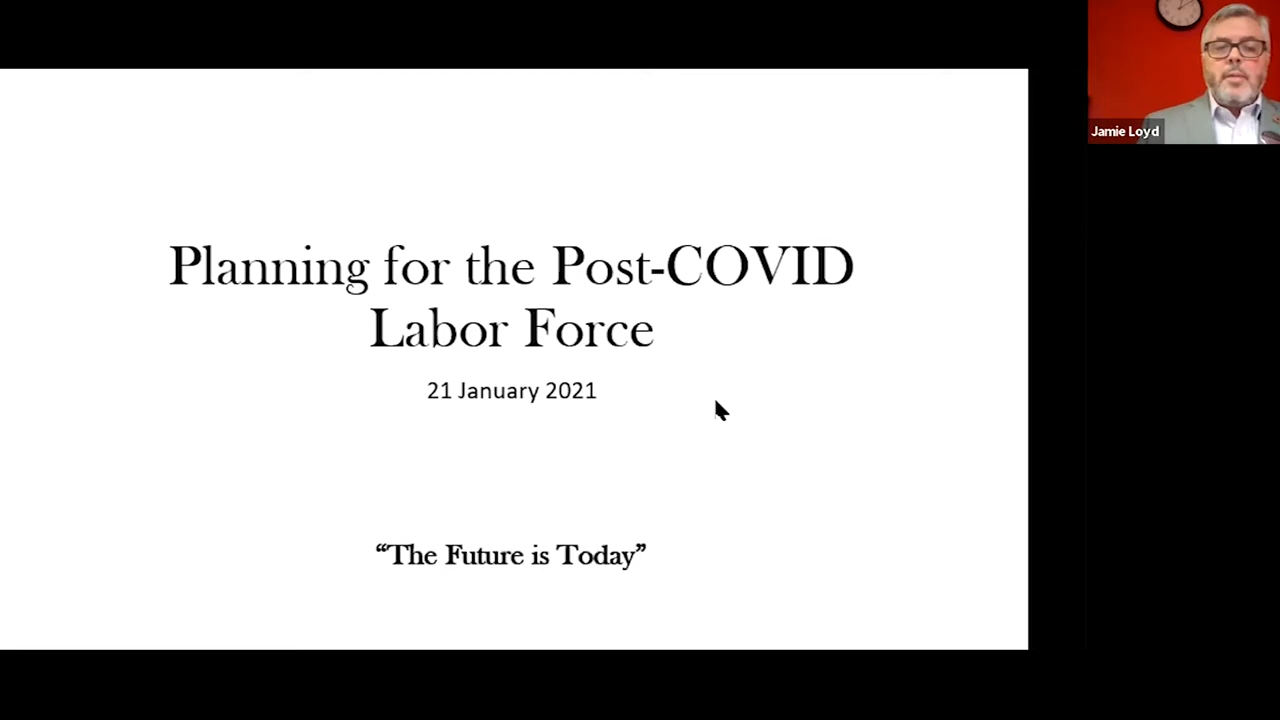 Planning for the Post-COVID
Labor Force
21 January 2021
“The Future is Today”
Jamie Loyd